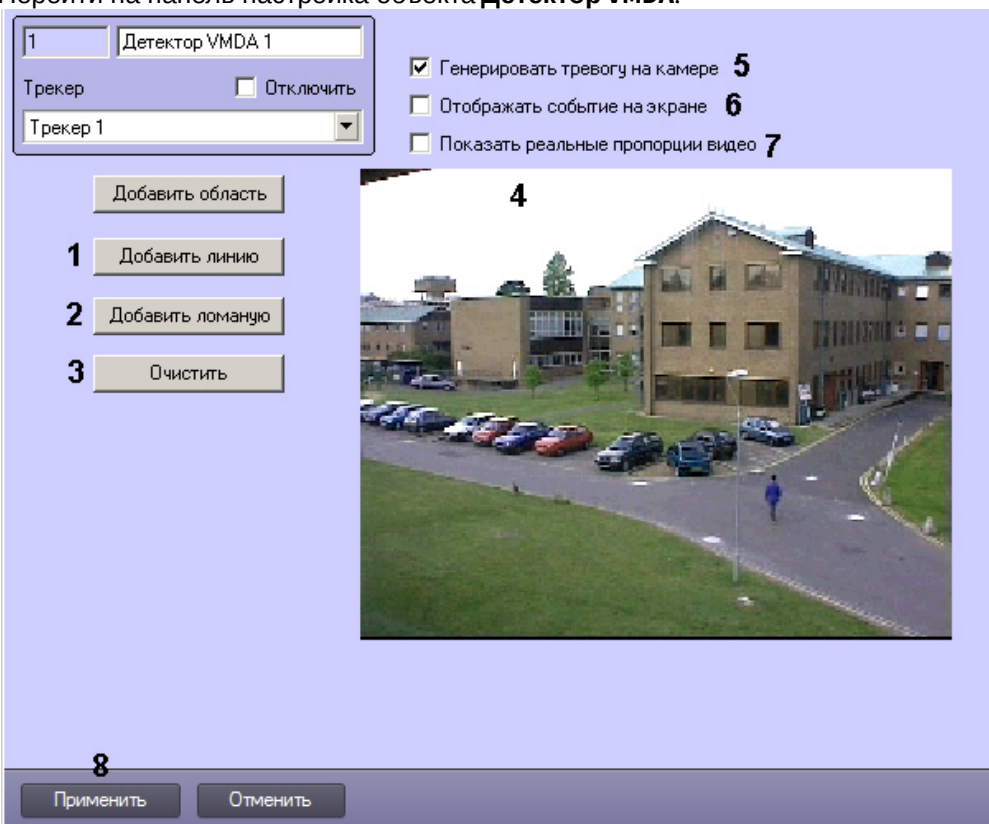 Перейти на панель настройка объекта Детектор VMDA.
1 Детектор VMDA 1
Трекер Отключить
Трекер 1
Генерировать тревогу на камере 5
Отображать событие на экране 6
Показать реальные пропорции видео 7
Добавить область
4
1 Добавить линию
2 Добавить ломаную
3 Очистить
8
Применить Отменить